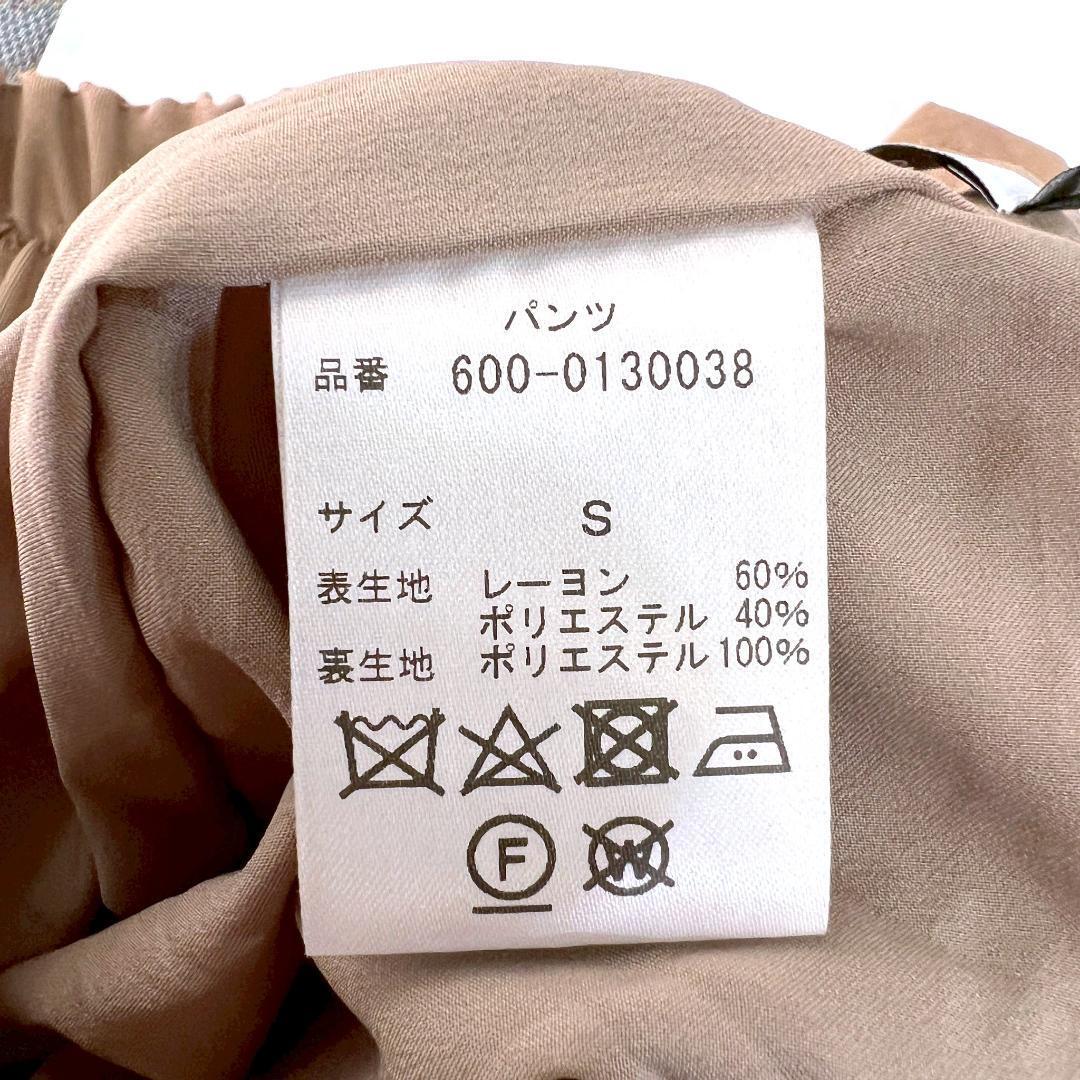 パンツ
品番 600-0130038
サイズ S
表生地 レーヨン 60%
ポリエステル 40%
裏生地 ポリエステル 100%
F W